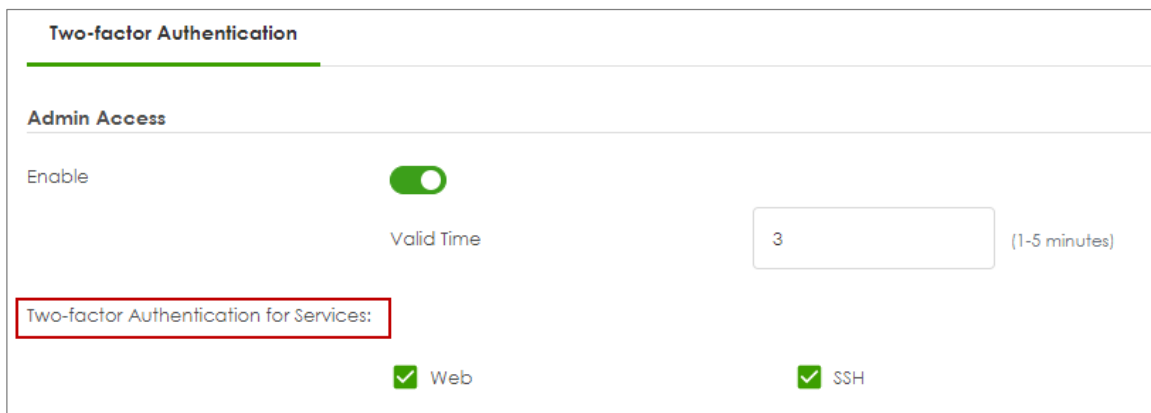 Two-factor Authentication
Admin Access
Enable
Valid Time 3 (1-5 minutes)
Two-factor Authentication for Services:
Web SSH